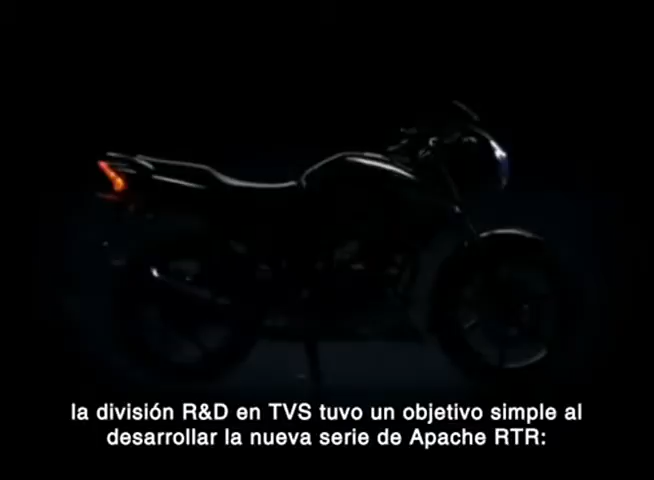 la división R&D en TVS tuvo un objetivo simple al
desarrollar la nueva serie de Apache RTR: